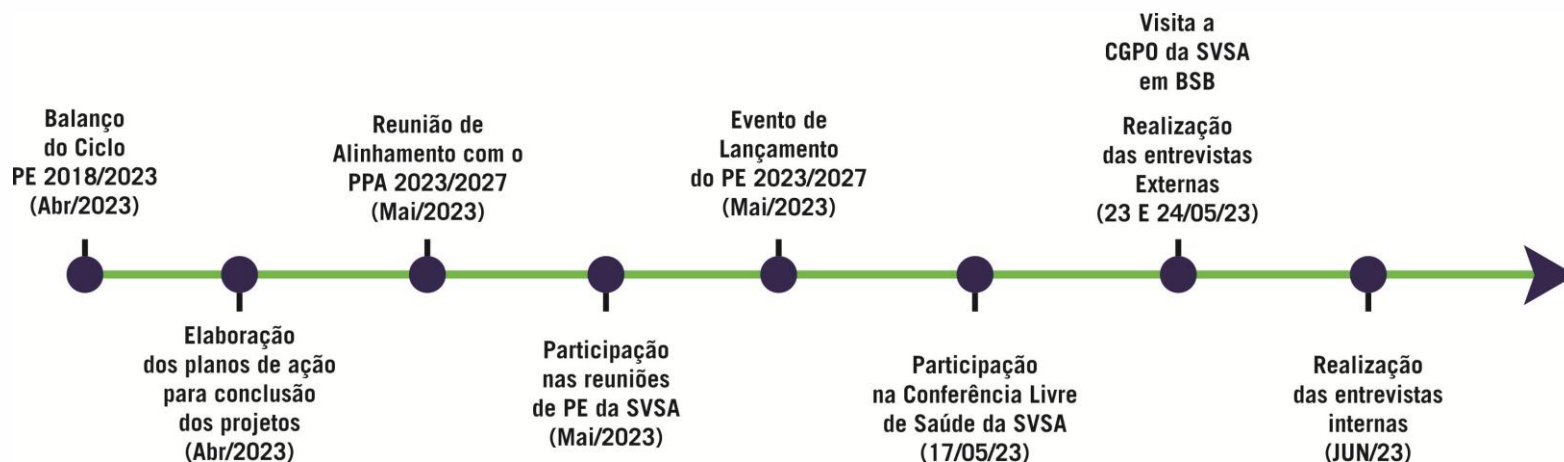 Balanço
do Ciclo
PE 2018/2023
(Abr/2023)
Elaboração
dos planos de ação
para conclusão
dos projetos
(Abr/2023)
Reunião de
Alinhamento com o
PPA 2023/2027
(Mai/2023)
Participação
nas reuniões
de PE da SVSA
(Mai/2023)
Evento de
Lançamento
do PE 2023/2027
(Mai/2023)
Participação
na Conferência Livre
de Saúde da SVSA
(17/05/23)
Visita a
CGPO da SVSA
em BSB
Realização
das entrevistas
Externas
(23 E 24/05/23)
Realização
das entrevistas
internas
(JUN/23)